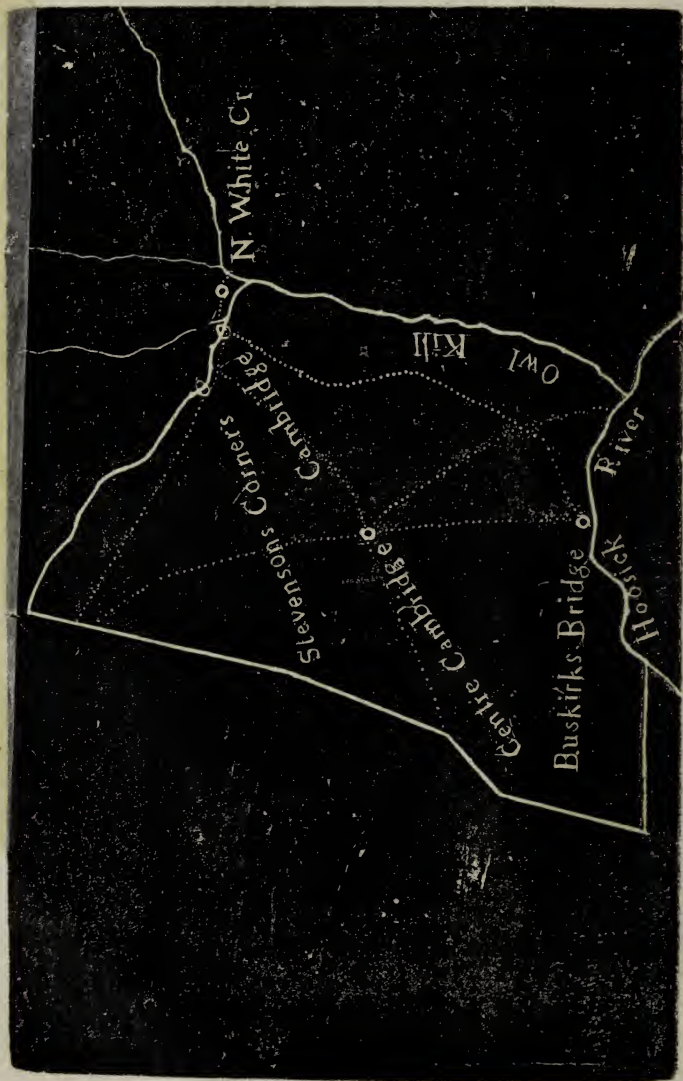 N. White Cr
Cambridge
Stevensons Corners
Owl Kill
Centre Cambridge
Buskirks Bridge
Hoosick River